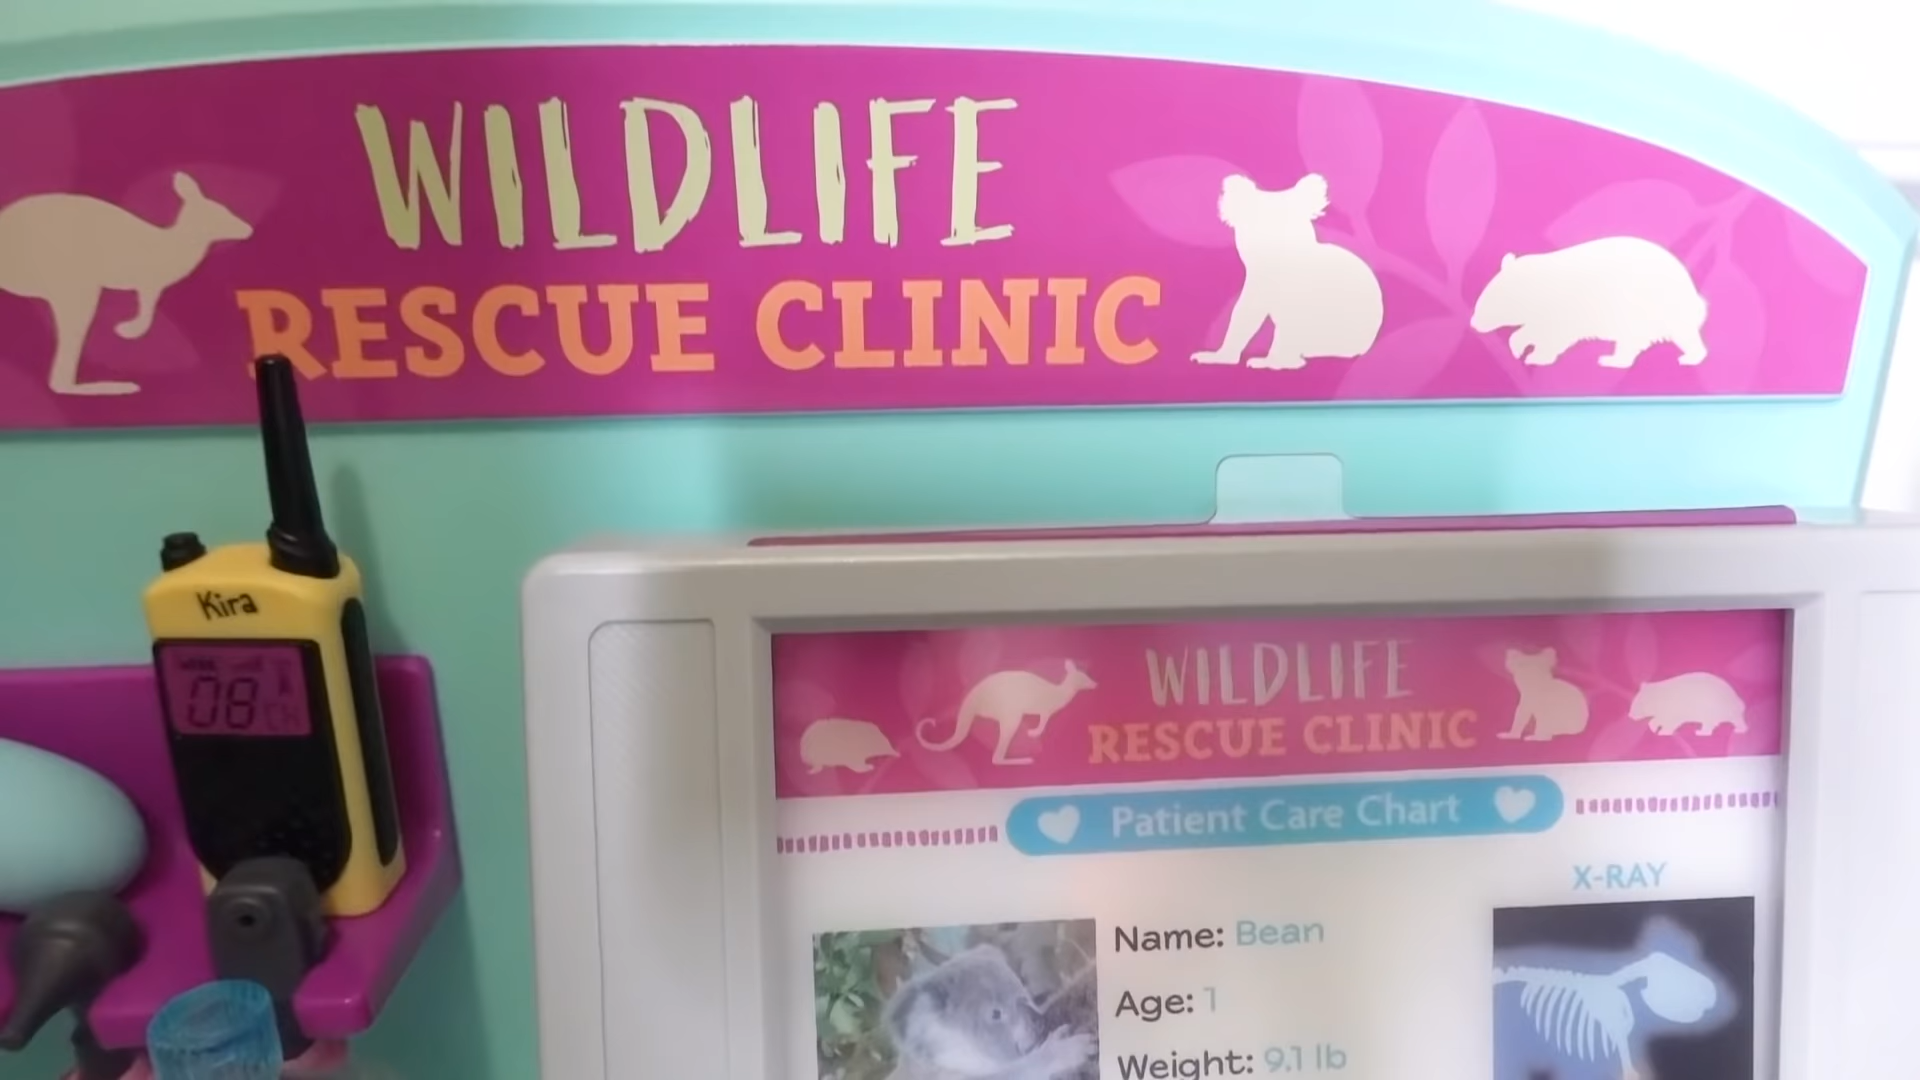 WILDLIFE
RESCUE CLINIC
Kira
08 CH
WILDLIFE
RESCUE CLINIC
Patient Care Chart
X-RAY
Name: Bean
Age: 1
Weight: 9.1 lb